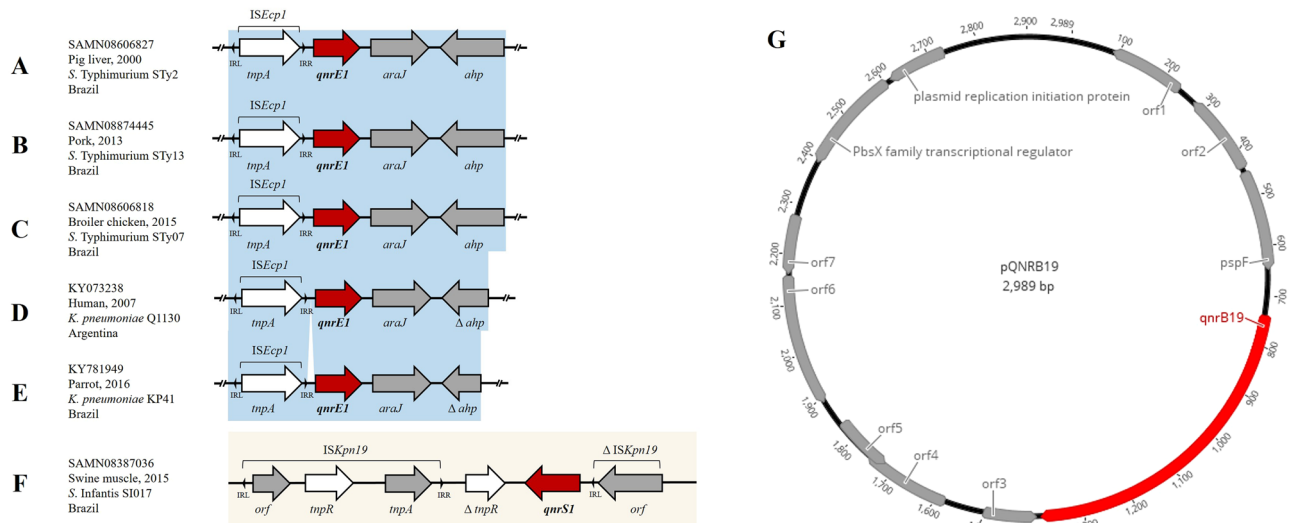 A
SAMN08606827
Pig liver, 2000
S. Typhimurium STy2
Brazil
ISEcp1
IRL
IRR
tnpA
qnrE1
araJ
ahp
B
SAMN08874445
Pork, 2013
S. Typhimurium STy13
Brazil
ISEcp1
IRL
IRR
tnpA
qnrE1
araJ
ahp
C
SAMN08606818
Broiler chicken, 2015
S. Typhimurium STy07
Brazil
ISEcp1
IRL
IRR
tnpA
qnrE1
araJ
ahp
D
KY073238
Human, 2007
K. pneumoniae Q1130
Argentina
ISEcp1
IRL
IRR
tnpA
qnrE1
araJ
Δ ahp
E
KY781949
Parrot, 2016
K. pneumoniae KP41
Brazil
ISEcp1
IRL
IRR
tnpA
qnrE1
araJ
Δ ahp
F
SAMN08387036
Swine muscle, 2015
S. Infantis SI017
Brazil
ISKpn19
Δ ISKpn19
IRL
IRR
IRL
orf
tnpR
tnpA
Δ tnpR
qnrS1
orf
G
pQNRB19
2,989 bp
100
200
300
400
500
600
700
800
900
1,000
1,100
1,200
1,600
1,700
1,800
1,900
2,000
2,100
2,200
2,300
2,400
2,500
2,600
2,700
2,800
2,900
2,989
orf1
orf2
pspF
qnrB19
orf3
orf4
orf5
orf6
orf7
PbsX family transcriptional regulator
plasmid replication initiation protein